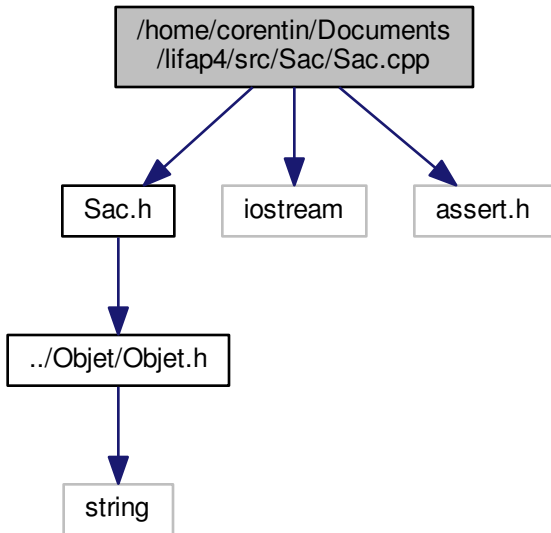 /home/corentin/Documents
/lifap4/src/Sac/Sac.cpp
Sac.h
iostream
assert.h
../Objet/Objet.h
string